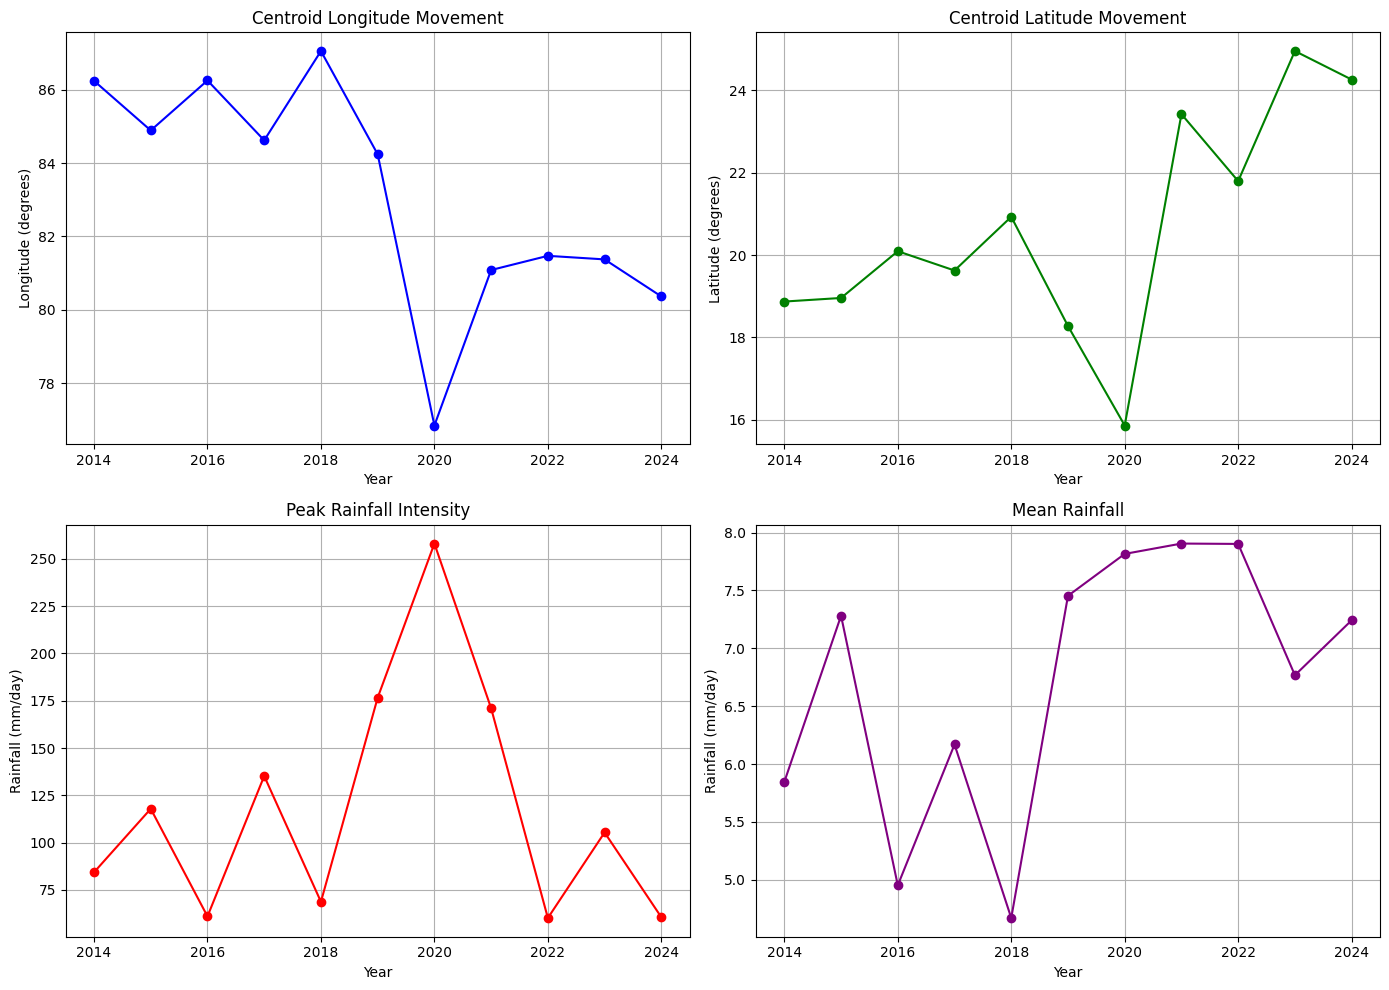 Centroid Longitude Movement
Longitude (degrees)
86
84
82
80
78
2014 2016 2018 2020 2022 2024
Year
Centroid Latitude Movement
Latitude (degrees)
24
22
20
18
16
2014 2016 2018 2020 2022 2024
Year
Peak Rainfall Intensity
Rainfall (mm/day)
250
225
200
175
150
125
100
75
2014 2016 2018 2020 2022 2024
Year
Mean Rainfall
Rainfall (mm/day)
8.0
7.5
7.0
6.5
6.0
5.5
5.0
2014 2016 2018 2020 2022 2024
Year